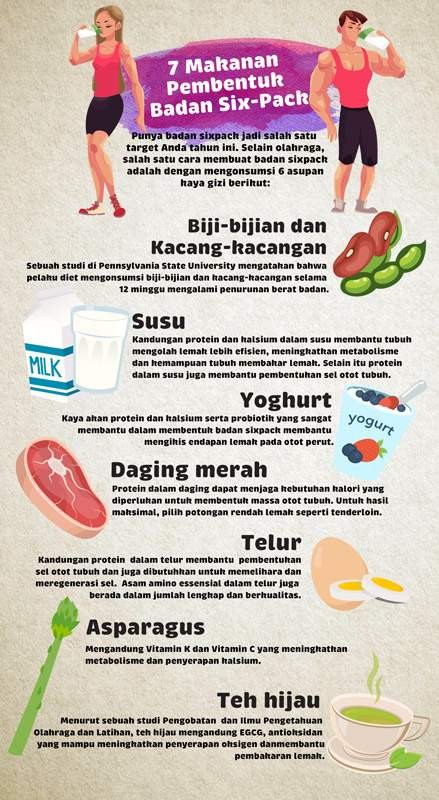 7 Makanan
Pembentuk
Badan Six-Pack
Punya badan sixpack jadi salah satu
target Anda tahun ini. Selain olahraga,
salah satu cara membuat badan sixpack
adalah dengan mengonsumsi 6 asupan
kaya gizi berikut:
Biji-bijian dan
Kacang-kacangan
Sebuah studi di Pennsylvania State University mengatakan bahwa
pelaku diet mengonsumsi biji-bijian dan kacang-kacangan selama
12 minggu mengalami penurunan berat badan.
MILK
Susu
Kandungan protein dan kalsium dalam susu membantu tubuh
mengolah lemak lebih efisien, meningkatkan metabolisme
dan kemampuan tubuh membakar lemak. Selain itu protein
dalam susu juga membantu pembentukan sel otot tubuh.
Yoghurt
Kaya akan protein dan kalsium serta probiotik yang sangat
membantu dalam membentuk badan sixpack membantu
mengikis endapan lemak pada otot perut.
yogurt
Daging merah
Protein dalam daging dapat menjaga kebutuhan kalori yang
diperlukan untuk membentuk massa otot tubuh. Untuk hasil
maksimal, pilih potongan rendah lemak seperti tenderloin.
Telur
Kandungan protein dalam telur membantu pembentukan
sel otot tubuh dan juga dibutuhkan untuk memelihara dan
meregenerasi sel. Asam amino essensial dalam telur juga
berada dalam jumlah lengkap dan berkualitas.
Asparagus
Mengandung Vitamin K dan Vitamin C yang meningkatkan
metabolisme dan penyerapan kalsium.
Teh hijau
Menurut sebuah studi Pengobatan dan Ilmu Pengetahuan
Olahraga dan Latihan, teh hijau mengandung EGCG, antioksidan
yang mampu meningkatkan penyerapan oksigen danmembantu
pembakaran lemak.